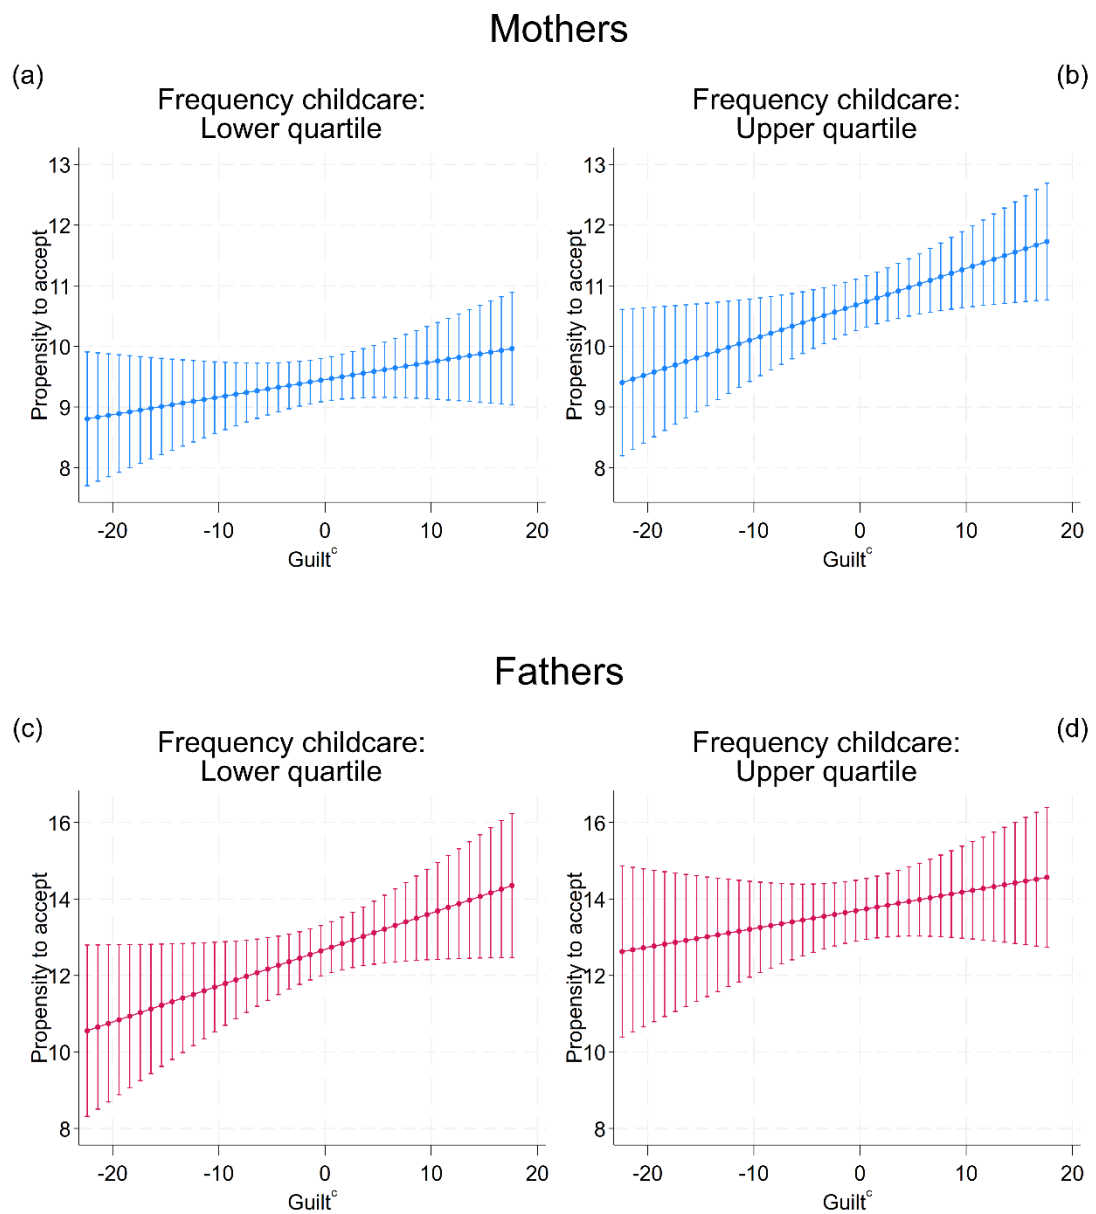 Mothers
(a)
(b)
Frequency childcare:
Lower quartile
Frequency childcare:
Upper quartile
Propensity to accept
13
12
11
10
9
8
-20
-10
0
10
20
Guilt^c
Propensity to accept
13
12
11
10
9
8
-20
-10
0
10
20
Guilt^c
Fathers
(c)
(d)
Frequency childcare:
Lower quartile
Frequency childcare:
Upper quartile
Propensity to accept
16
14
12
10
8
-20
-10
0
10
20
Guilt^c
Propensity to accept
16
14
12
10
8
-20
-10
0
10
20
Guilt^c